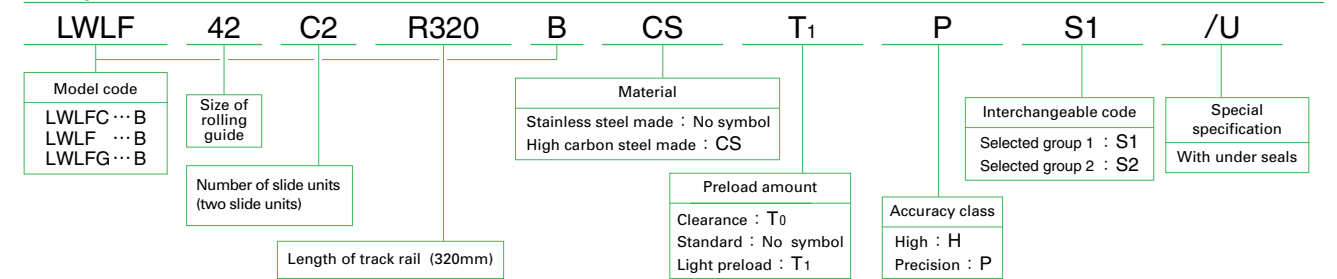 LWLF 42 C2 R320 B CS T1 P S1 /U
Model code
LWLFC⋯B
LWLF ⋯B
LWLFG⋯B
Size of
rolling
guide
Number of slide units
(two slide units)
Length of track rail (320mm)
Material
Stainless steel made : No symbol
High carbon steel made : CS
Preload amount
Clearance : T0
Standard : No symbol
Light preload : T1
Accuracy class
High : H
Precision : P
Interchangeable code
Selected group 1 : S1
Selected group 2 : S2
Special
specification
With under seals